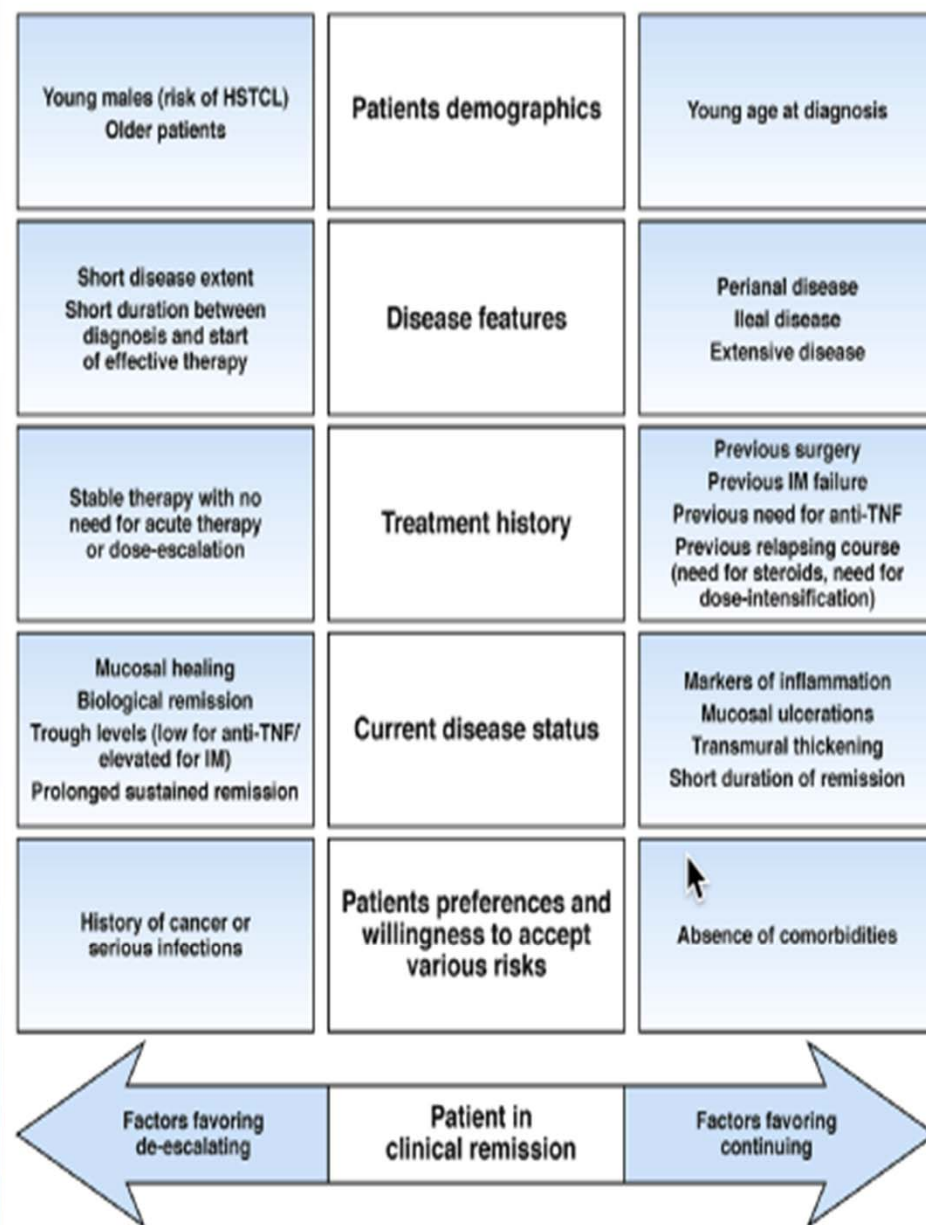 Young males (risk of HSTCL)
Older patients
Patients demographics
Young age at diagnosis
Short disease extent
Short duration between
diagnosis and start
of effective therapy
Disease features
Perianal disease
Ileal disease
Extensive disease
Stable therapy with no
need for acute therapy
or dose-escalation
Treatment history
Previous surgery
Previous IM failure
Previous need for anti-TNF
Previous relapsing course
(need for steroids, need for
dose-intensification)
Mucosal healing
Biological remission
Trough levels (low for anti-TNF/
elevated for IM)
Prolonged sustained remission
Current disease status
Markers of inflammation
Mucosal ulcerations
Transmural thickening
Short duration of remission
History of cancer or
serious infections
Patients preferences and
willingness to accept
various risks
Absence of comorbidities
Factors favoring
de-escalating
Patient in
clinical remission
Factors favoring
continuing